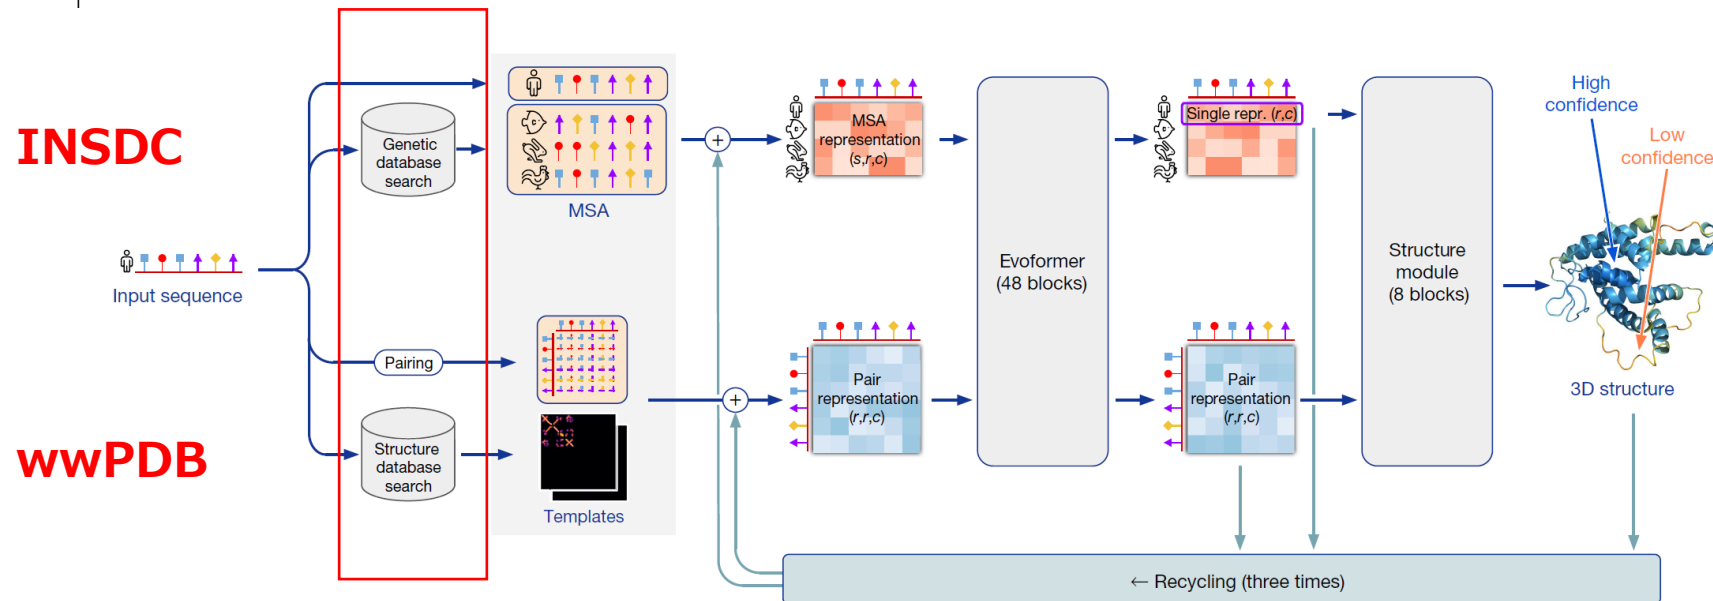 INSDC
wwPDB
Input sequence
Genetic
database
search
Pairing
Structure
database
search
MSA
Templates
+
+
MSA
representation
(s,r,c)
Pair
representation
(r,r,c)
Evoformer
(48 blocks)
Single repr. (r,c)
Pair
representation
(r,r,c)
Structure
module
(8 blocks)
High
confidence
Low
confidence
3D structure
← Recycling (three times)